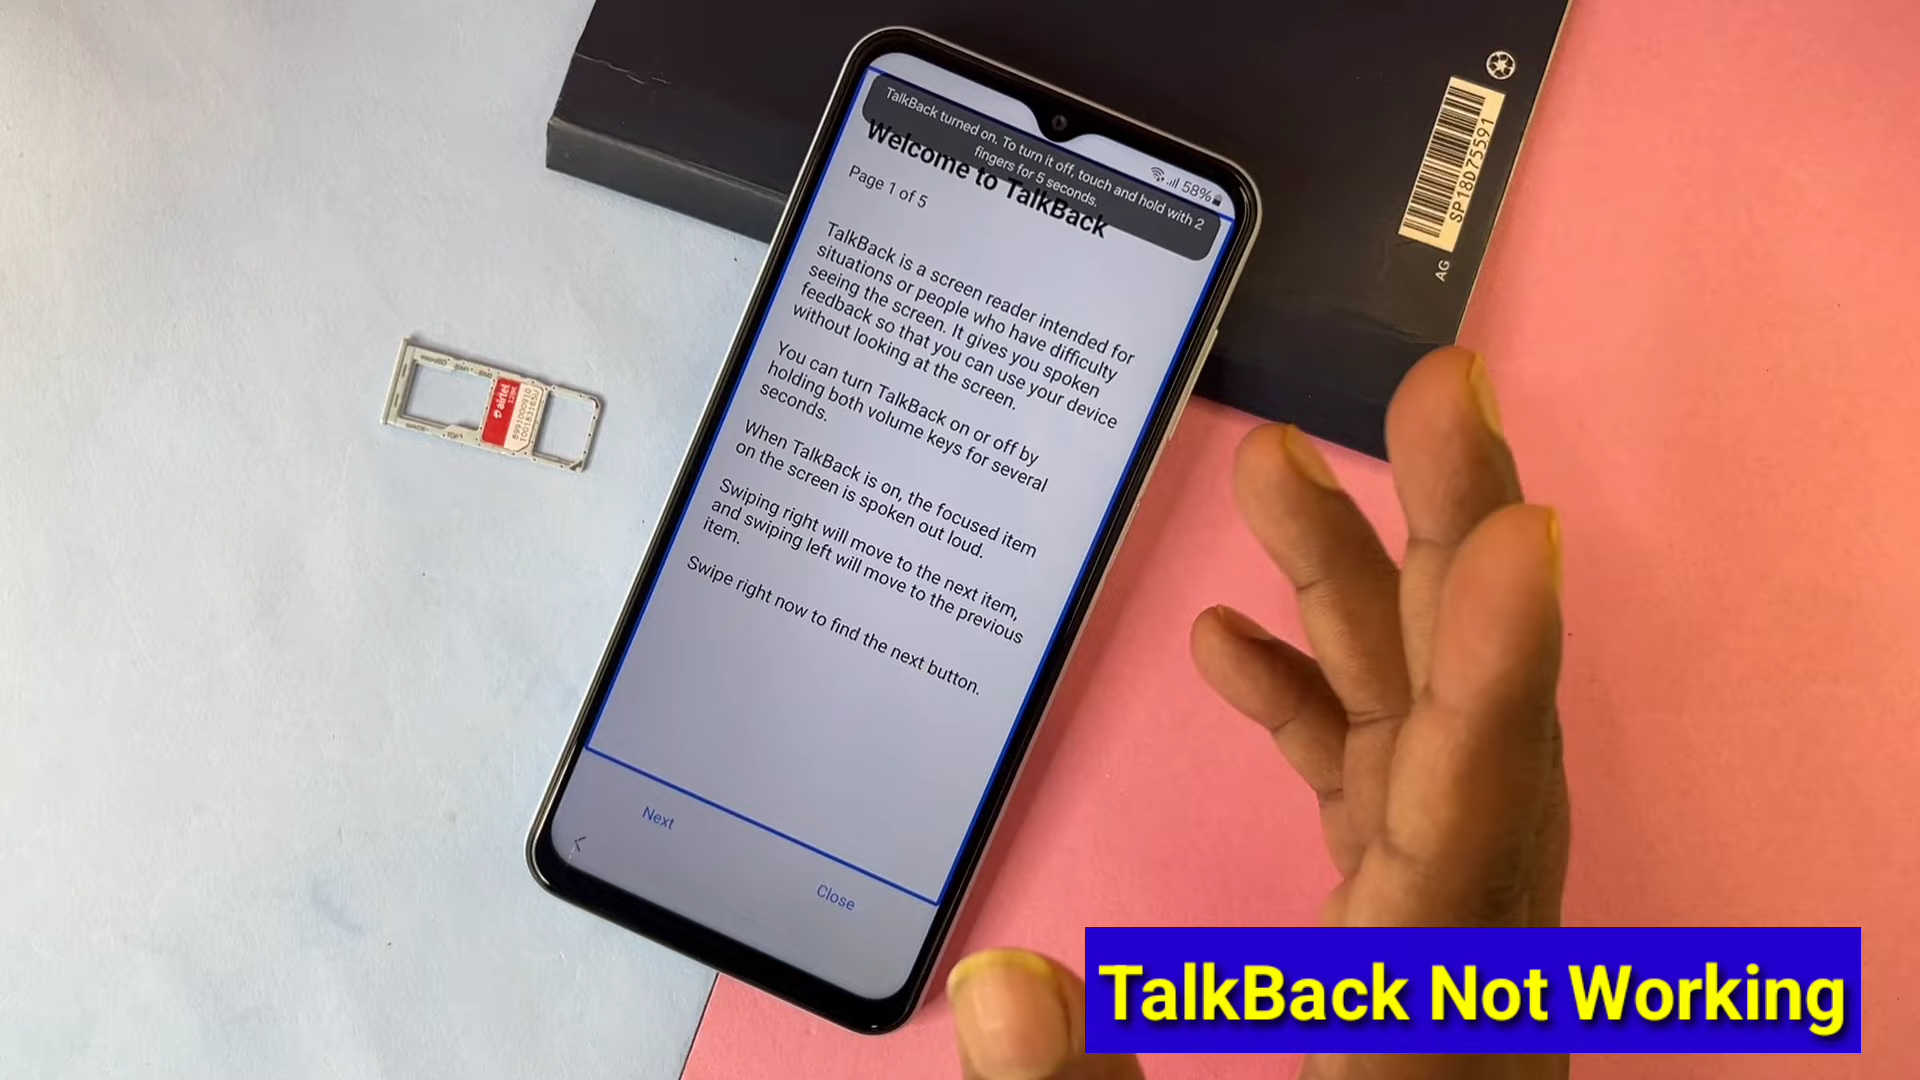 TalkBack turned on. To turn it off, touch and hold with 2
fingers for 5 seconds.
58%
Welcome to TalkBack
Page 1 of 5
TalkBack is a screen reader intended for
situations or people who have difficulty
seeing the screen. It gives you spoken
feedback so that you can use your device
without looking at the screen.
You can turn TalkBack on or off by
holding both volume keys for several
seconds.
When TalkBack is on, the focused item
on the screen is spoken out loud.
Swiping right will move to the next item,
and swiping left will move to the previous
item.
Swipe right now to find the next button.
Next
Close
SP18D75591
AG
airtel
128K
TalkBack Not Working